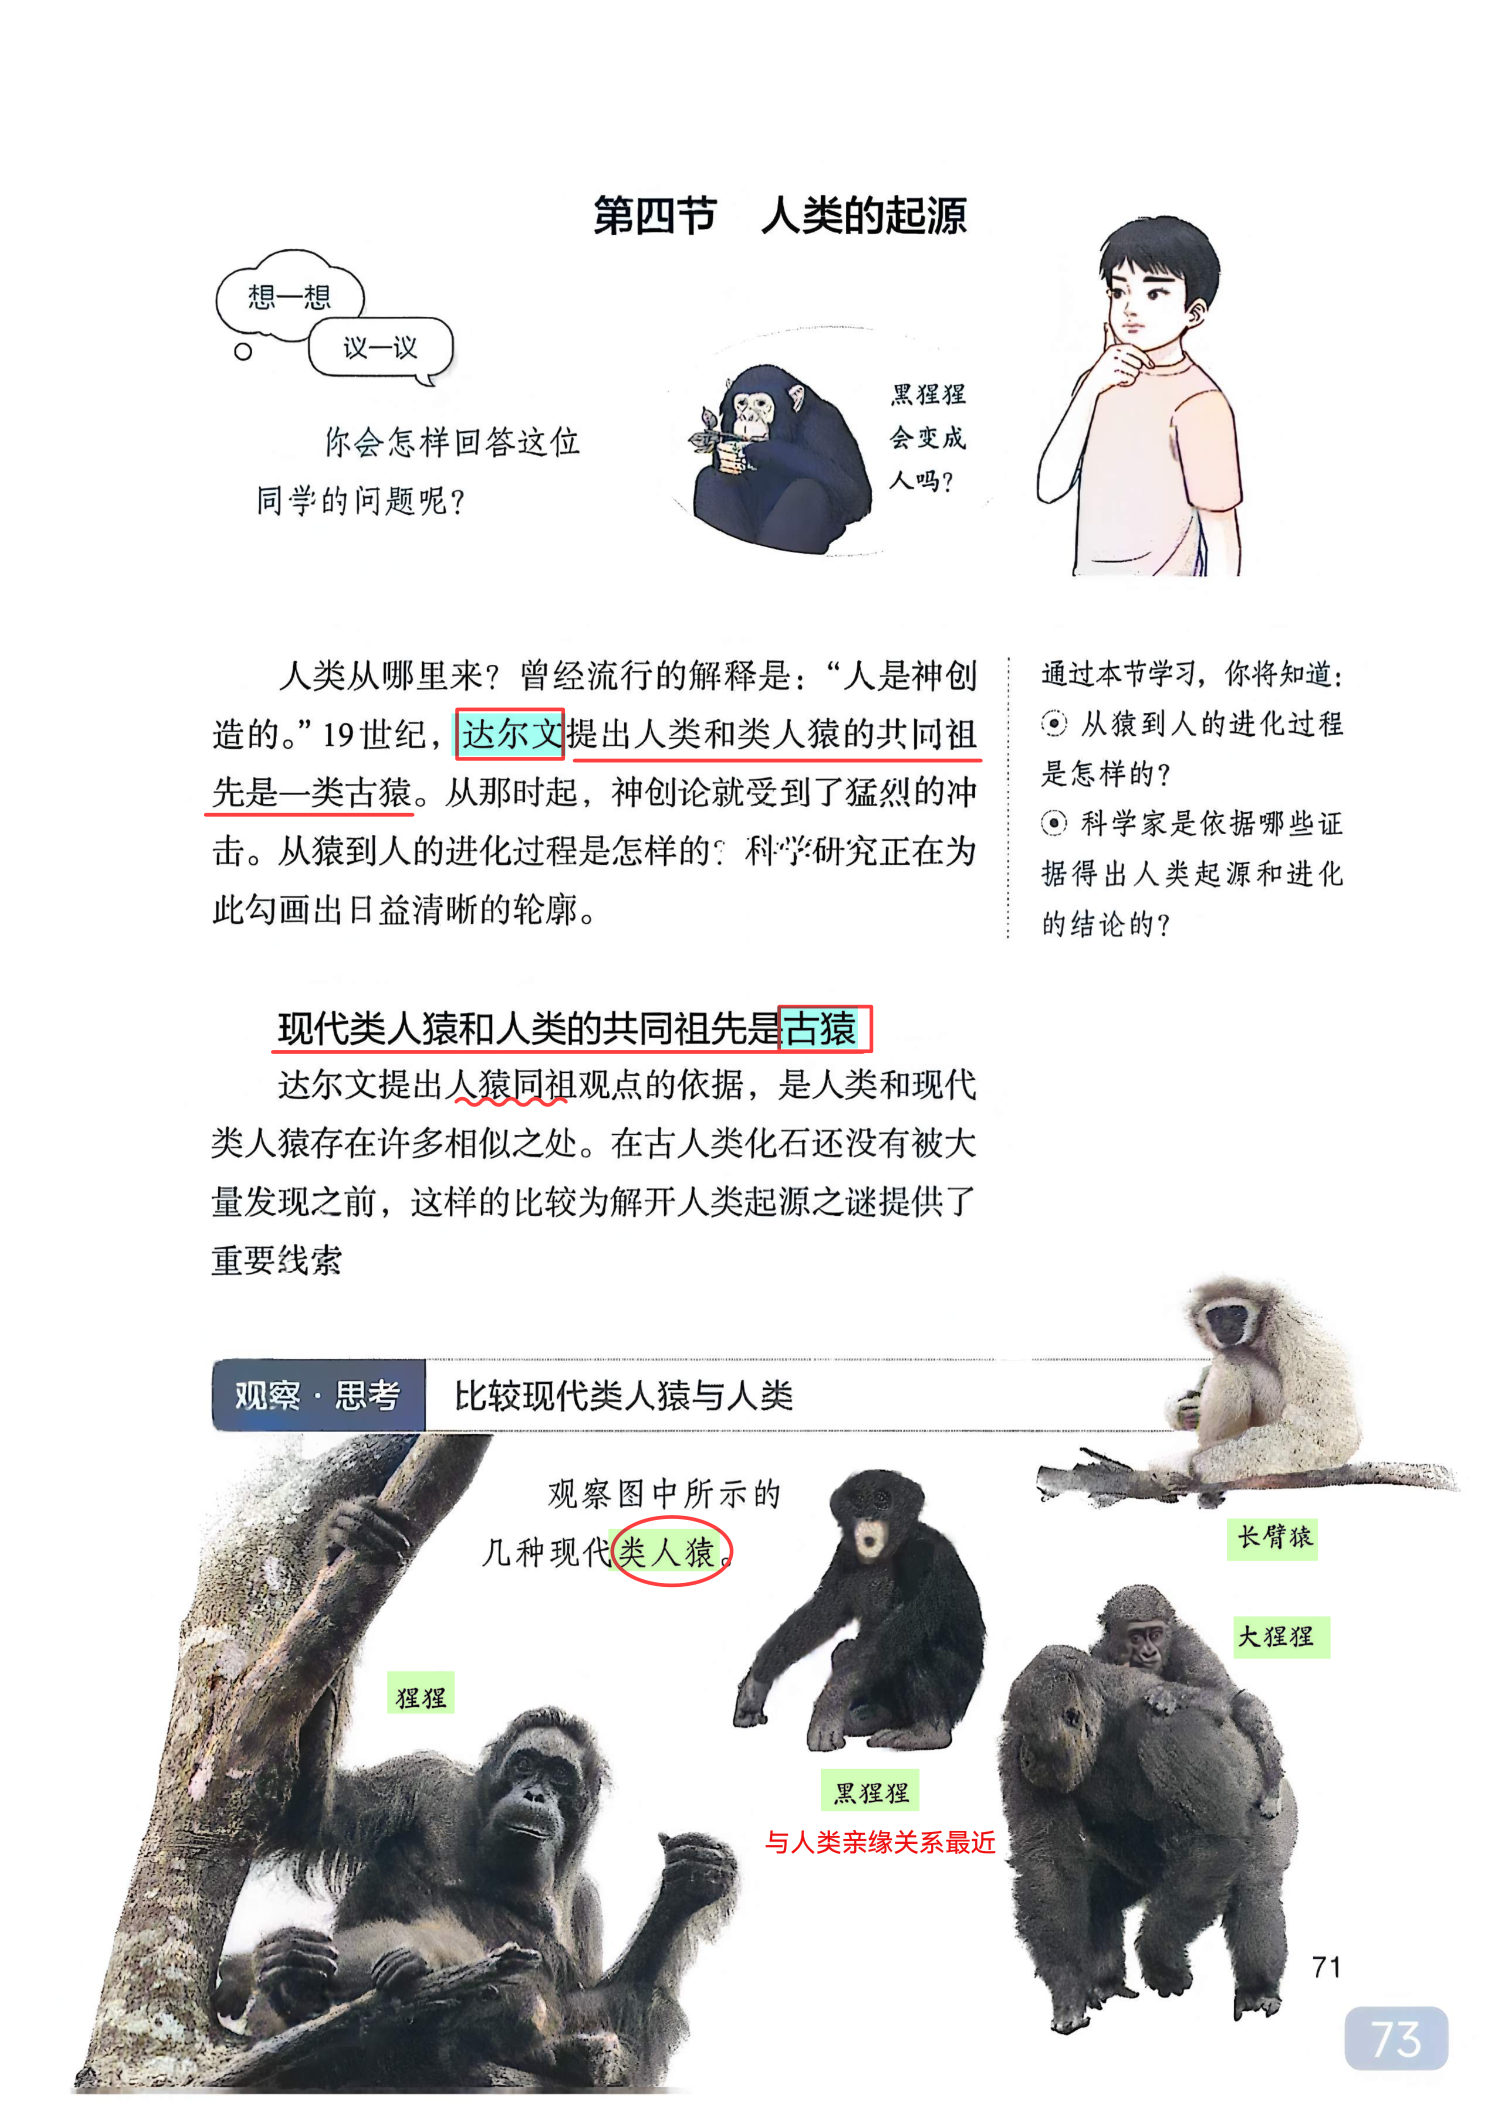 第四节 人类的起源
想一想
议一议
你会怎样回答这位
同学的问题呢？
黑猩猩
会变成
人吗？
人类从哪里来？曾经流行的解释是：“人是神创
造的。”19世纪，达尔文提出人类和类人猿的共同祖
先是一类古猿。从那时起，神创论就受到了猛烈的冲
击。从猿到人的进化过程是怎样的？科学研究正在为
此勾画出日益清晰的轮廓。
通过本节学习，你将知道：
从猿到人的进化过程
是怎样的？
科学家是依据哪些证
据得出人类起源和进化
的结论的？
现代类人猿和人类的共同祖先是古猿
达尔文提出人猿同祖观点的依据，是人类和现代
类人猿存在许多相似之处。在古人类化石还没有被大
量发现之前，这样的比较为解开人类起源之谜提供了
重要线索
观察·思考 比较现代类人猿与人类
观察图中所示的
几种现代类人猿。
长臂猿
大猩猩
猩猩
黑猩猩
与人类亲缘关系最近
71
73